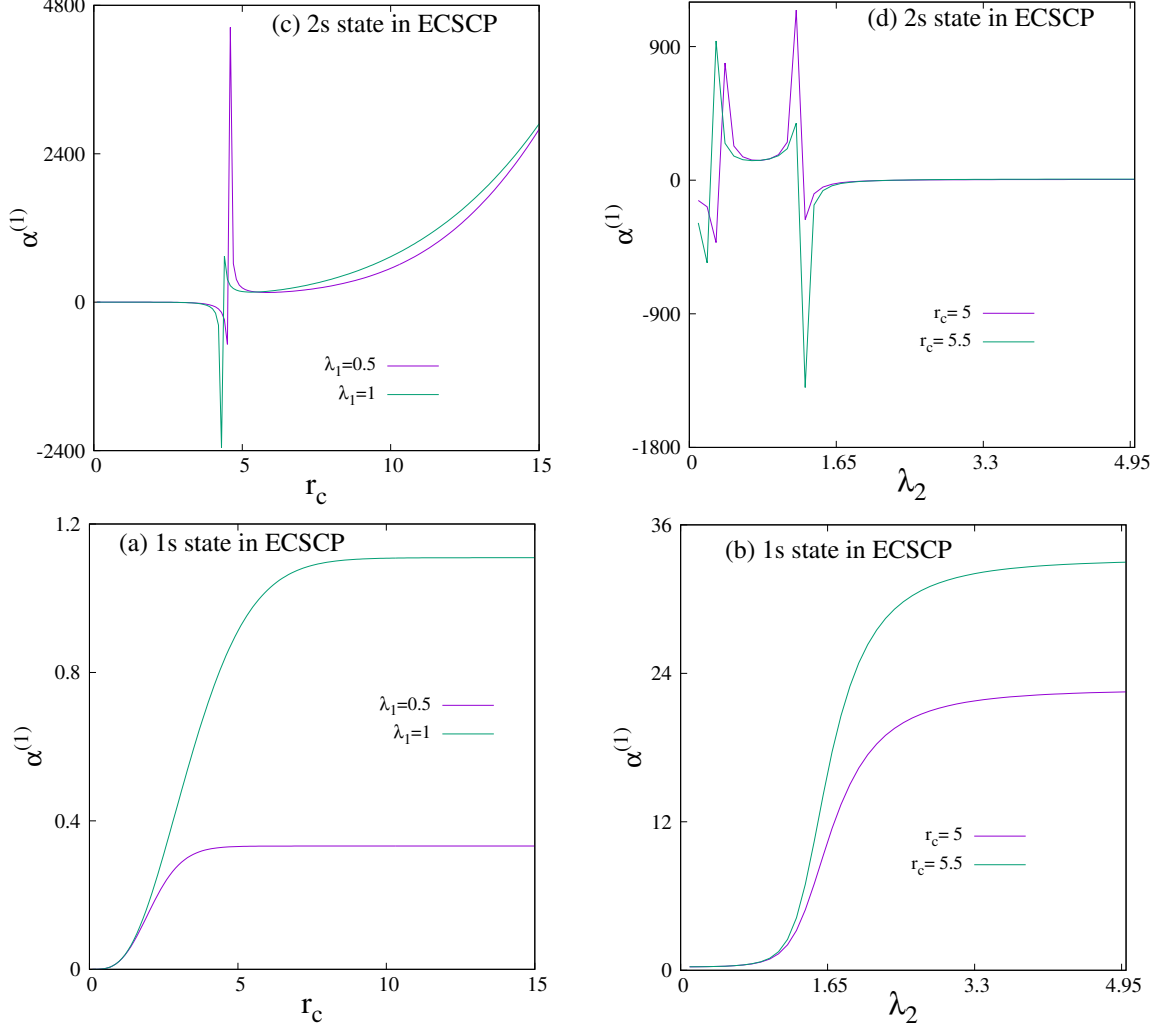 (c) 2s state in ECSCP
4800
2400
0
-2400
α(1)
λ1=0.5
λ1=1
0 5 10 15
rc
(d) 2s state in ECSCP
900
0
-900
-1800
α(1)
rc= 5
rc= 5.5
0 1.65 3.3 4.95
λ2
(a) 1s state in ECSCP
1.2
0.8
0.4
0
α(1)
λ1=0.5
λ1=1
0 5 10 15
rc
(b) 1s state in ECSCP
36
24
12
0
α(1)
rc= 5
rc= 5.5
0 1.65 3.3 4.95
λ2